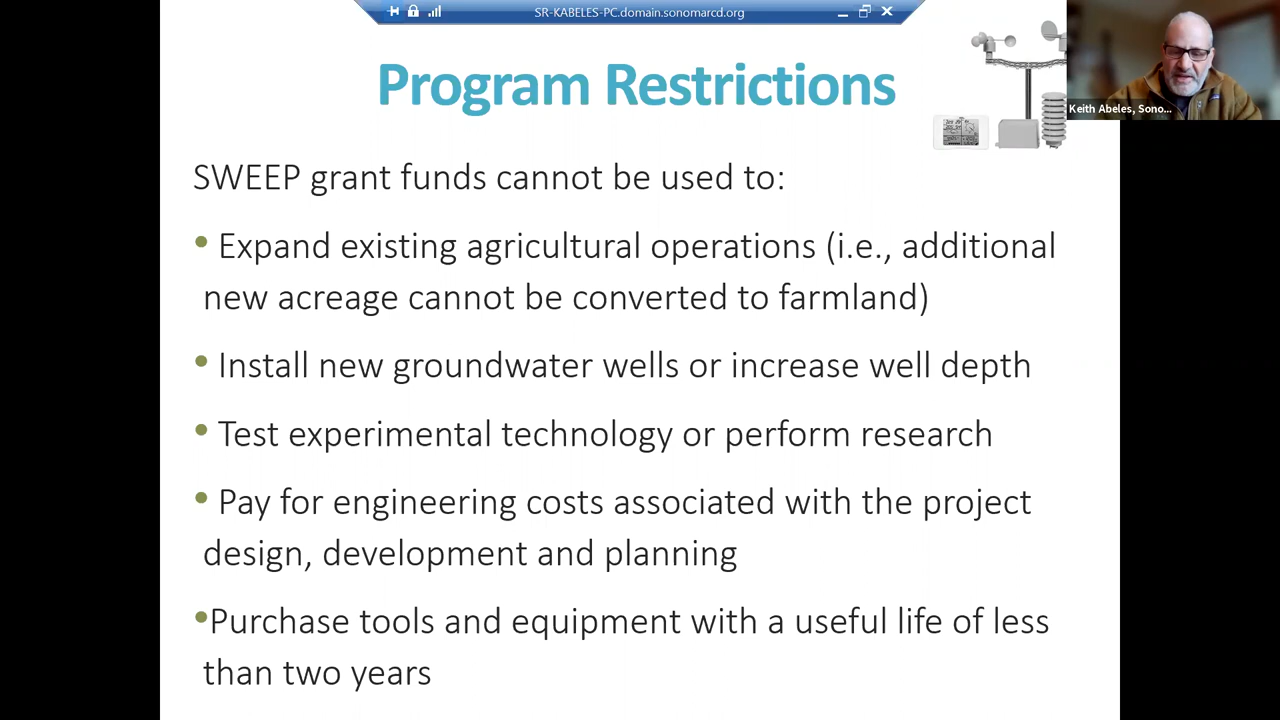 SR-KABELES-PC.domain.sonomarcd.org
Program Restrictions
Keith Abeles, Sono...
SWEEP grant funds cannot be used to:
• Expand existing agricultural operations (i.e., additional
new acreage cannot be converted to farmland)
• Install new groundwater wells or increase well depth
• Test experimental technology or perform research
• Pay for engineering costs associated with the project
design, development and planning
•Purchase tools and equipment with a useful life of less
than two years